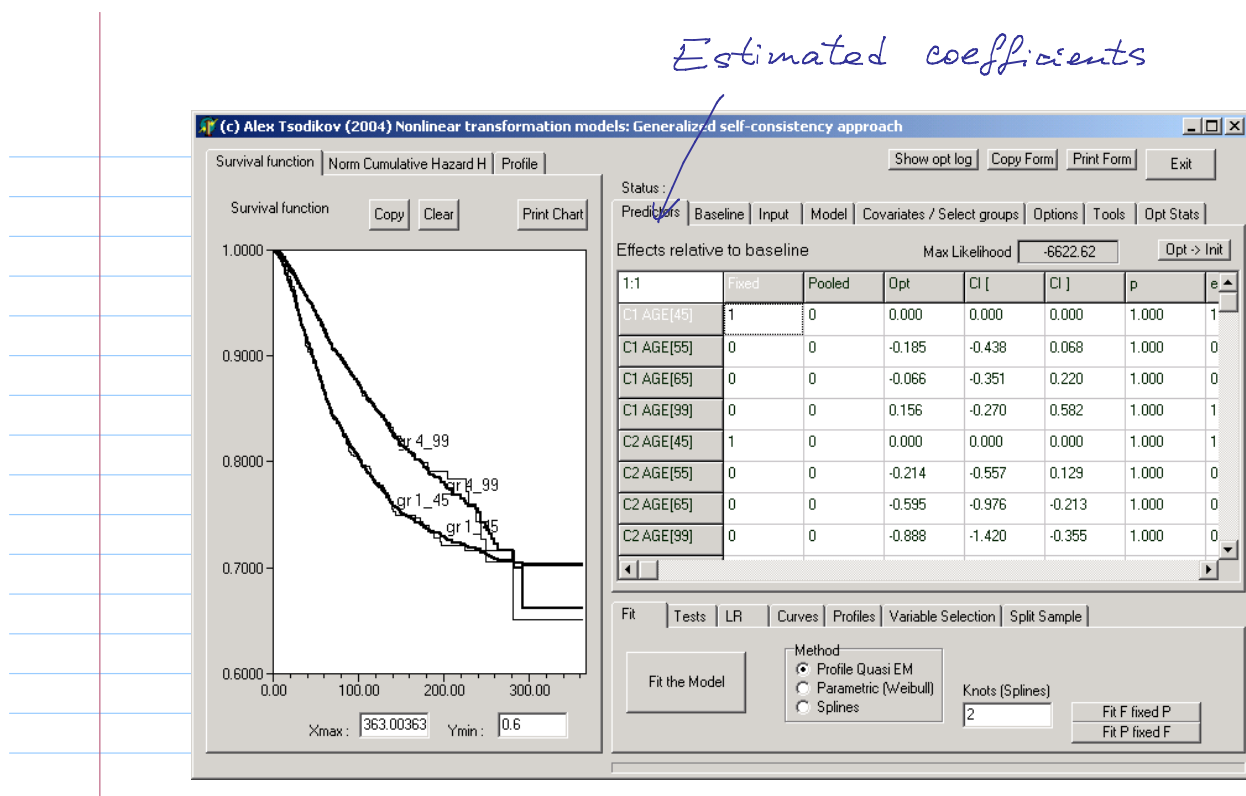 Estimated coefficients
(c) Alex Tsodikov (2004) Nonlinear transformation models: Generalized self-consistency approach
Survival function Norm Cumulative Hazard H Profile
Show opt log Copy Form Print Form Exit
Status :
Survival function Copy Clear Print Chart
Predictors Baseline Input Model Covariates / Select groups Options Tools Opt Stats
Effects relative to baseline Max Likelihood -6622.62 Opt -> Init
1:1 Fixed Pooled Opt CI [ CI ] p e
C1 AGE[45] 1 0 0.000 0.000 0.000 1.000 1
C1 AGE[55] 0 0 -0.185 -0.438 0.068 1.000 0
C1 AGE[65] 0 0 -0.066 -0.351 0.220 1.000 0
C1 AGE[99] 0 0 0.156 -0.270 0.582 1.000 1
C2 AGE[45] 1 0 0.000 0.000 0.000 1.000 1
C2 AGE[55] 0 0 -0.214 -0.557 0.129 1.000 0
C2 AGE[65] 0 0 -0.595 -0.976 -0.213 1.000 0
C2 AGE[99] 0 0 -0.888 -1.420 -0.355 1.000 0
1.0000
0.9000
0.8000
0.7000
0.6000
gr 4_99
gr 4_99
gr 1_45
gr 1_45
0.00 100.00 200.00 300.00
Xmax : 363.00363 Ymin : 0.6
Fit Tests LR Curves Profiles Variable Selection Split Sample
Fit the Model
Method
Profile Quasi EM
Parametric (Weibull)
Splines
Knots (Splines)
2
Fit F fixed P
Fit P fixed F